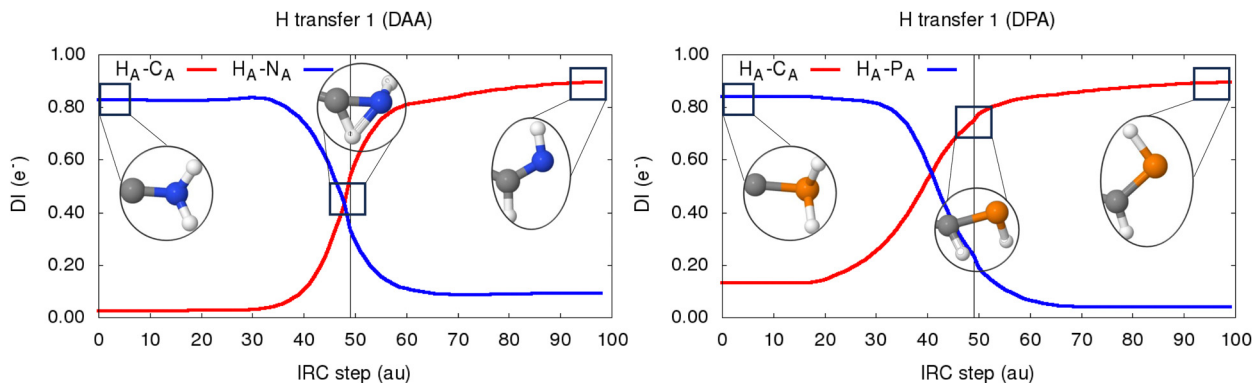 H transfer 1 (DAA)
DI (e⁻)
1.00
0.80
0.60
0.40
0.20
0.00
H_A-C_A H_A-N_A
0 10 20 30 40 50 60 70 80 90 100
IRC step (au)
H transfer 1 (DPA)
DI (e⁻)
1.00
0.80
0.60
0.40
0.20
0.00
H_A-C_A H_A-P_A
0 10 20 30 40 50 60 70 80 90 100
IRC step (au)